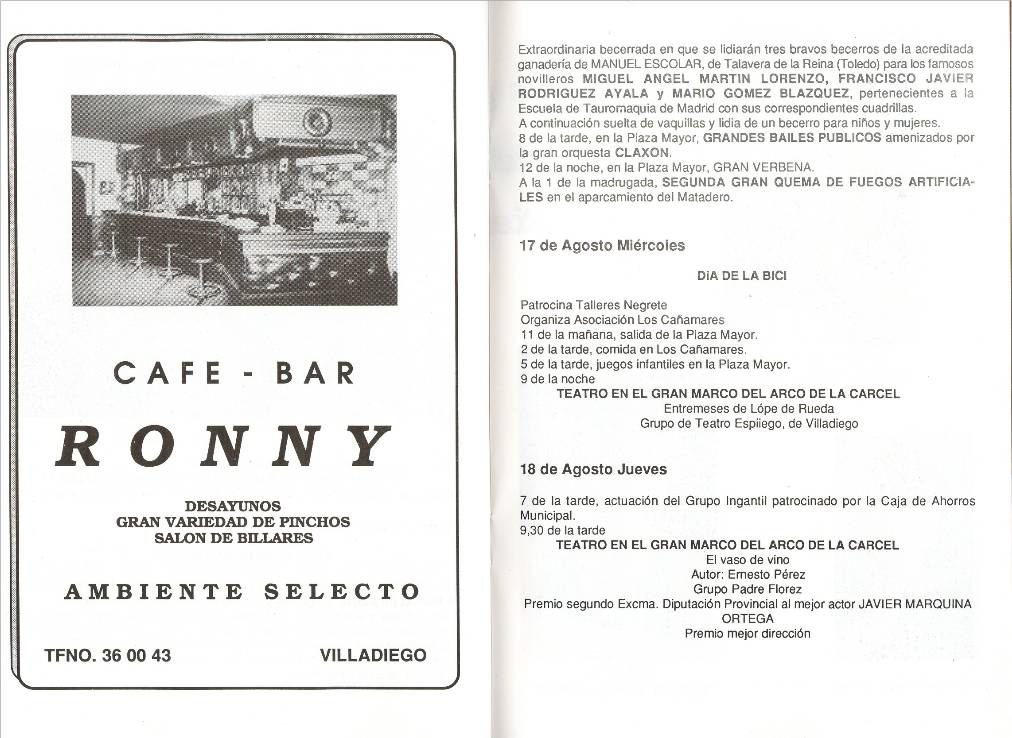 CAFE - BAR
RONNY
DESAYUNOS
GRAN VARIEDAD DE PINCHOS
SALON DE BILLARES
AMBIENTE SELECTO
TFNO. 36 00 43 VILLADIEGO
Extraordinaria becerrada en que se lidiarán tres bravos becerros de la acreditada
ganadería de MANUEL ESCOLAR, de Talavera de la Reina (Toledo) para los famosos
novilleros MIGUEL ANGEL MARTIN LORENZO, FRANCISCO JAVIER
RODRIGUEZ AYALA y MARIO GOMEZ BLAZQUEZ, pertenecientes a la
Escuela de Tauromaquia de Madrid con sus correspondientes cuadrillas.
A continuación suelta de vaquillas y lidia de un becerro para niños y mujeres.
8 de la tarde, en la Plaza Mayor, GRANDES BAILES PUBLICOS amenizados por
la gran orquesta CLAXON.
12 de la noche, en la Plaza Mayor, GRAN VERBENA.
A la 1 de la madrugada, SEGUNDA GRAN QUEMA DE FUEGOS ARTIFICIA-
LES en el aparcamiento del Matadero.
17 de Agosto Miércoles
DiA DE LA BICI
Patrocina Talleres Negrete
Organiza Asociación Los Cañamares
11 de la mañana, salida de la Plaza Mayor.
2 de la tarde, comida en Los Cañamares.
5 de la tarde, juegos infantiles en la Plaza Mayor.
9 de la noche
TEATRO EN EL GRAN MARCO DEL ARCO DE LA CARCEL
Entremeses de Lópe de Rueda
Grupo de Teatro Espliego, de Villadiego
18 de Agosto Jueves
7 de la tarde, actuación del Grupo Ingantil patrocinado por la Caja de Ahorros
Municipal.
9,30 de la tarde
TEATRO EN EL GRAN MARCO DEL ARCO DE LA CARCEL
El vaso de vino
Autor: Ernesto Pérez
Grupo Padre Florez
Premio segundo Excma. Diputación Provincial al mejor actor JAVIER MARQUINA
ORTEGA
Premio mejor dirección